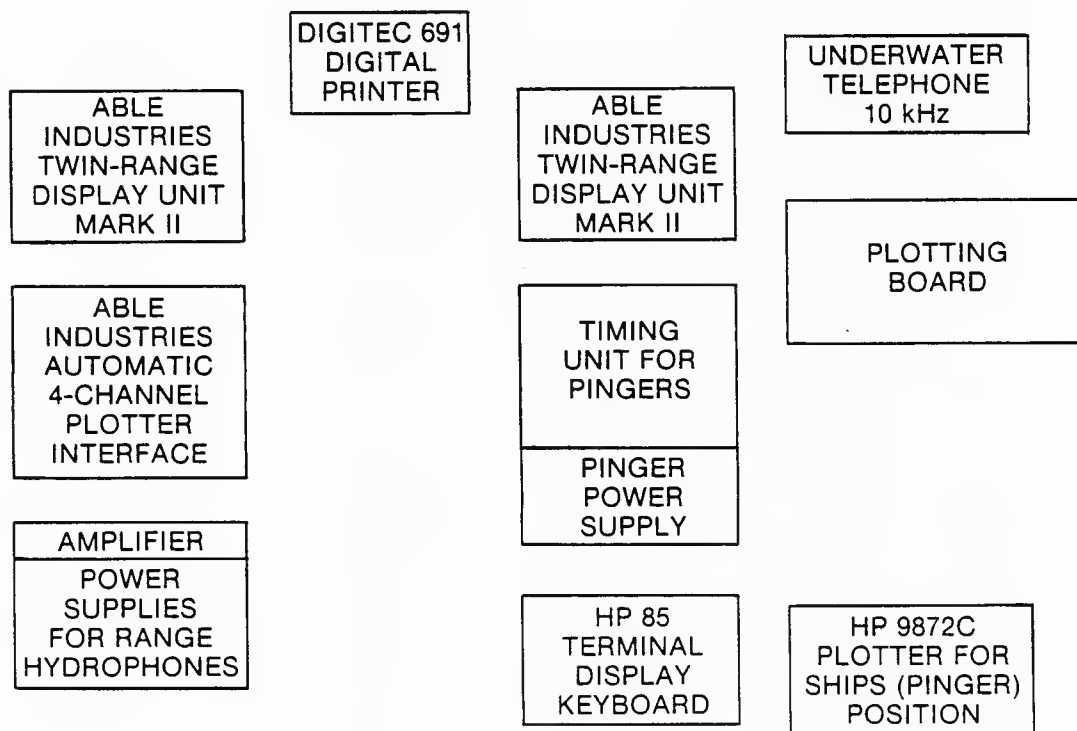 DIGITEC 691
DIGITAL
PRINTER
UNDERWATER
TELEPHONE
10 kHz
ABLE
INDUSTRIES
TWIN-RANGE
DISPLAY UNIT
MARK II
ABLE
INDUSTRIES
TWIN-RANGE
DISPLAY UNIT
MARK II
PLOTTING
BOARD
ABLE
INDUSTRIES
AUTOMATIC
4-CHANNEL
PLOTTER
INTERFACE
TIMING
UNIT FOR
PINGERS
PINGER
POWER
SUPPLY
AMPLIFIER
POWER
SUPPLIES
FOR RANGE
HYDROPHONES
HP 85
TERMINAL
DISPLAY
KEYBOARD
HP 9872C
PLOTTER FOR
SHIPS (PINGER)
POSITION